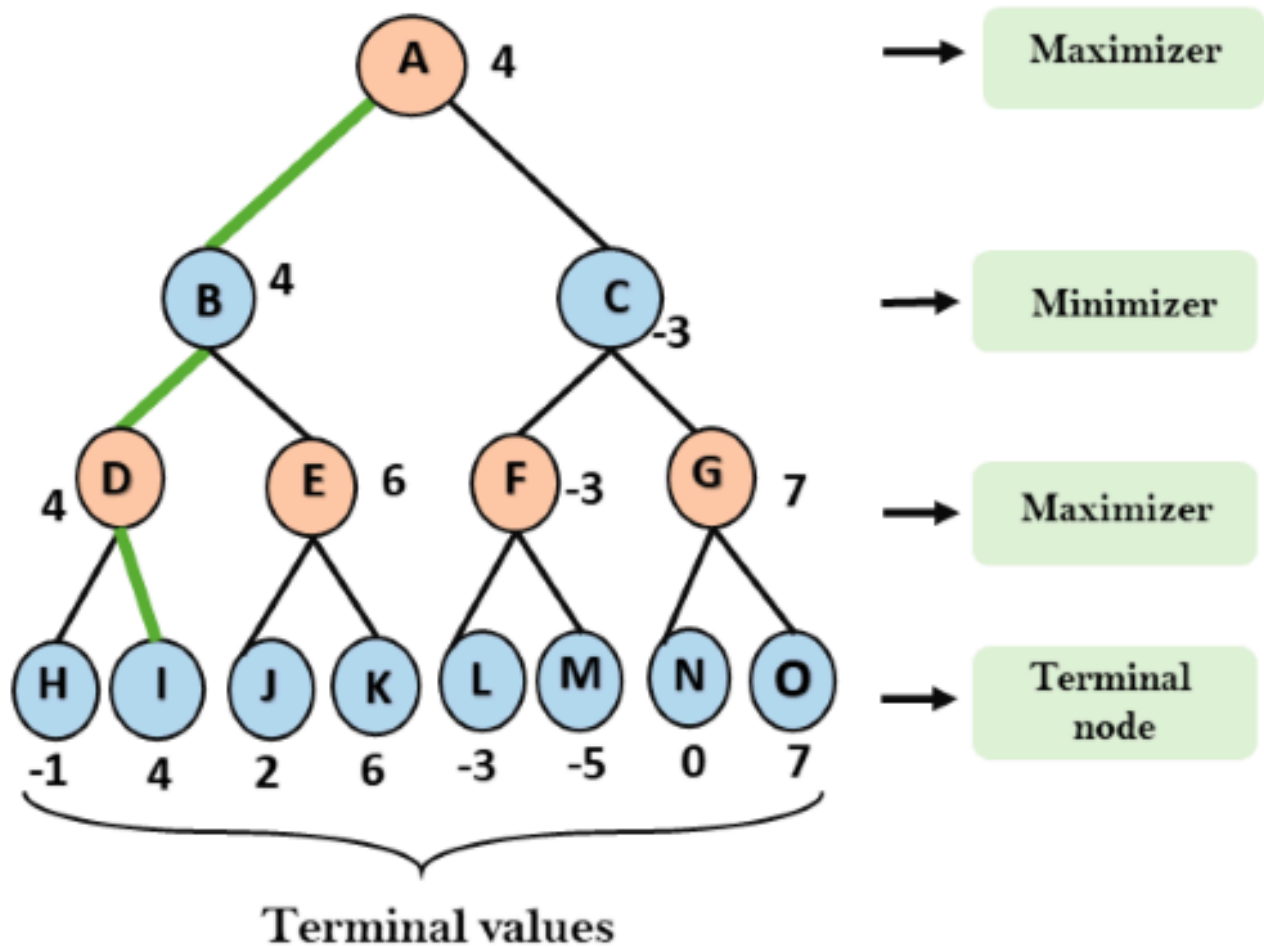 A 4
Maximizer
B 4
C -3
Minimizer
4 D
E 6
F -3
G 7
Maximizer
H I J K L M N O
Terminal
node
-1 4 2 6 -3 -5 0 7
Terminal values